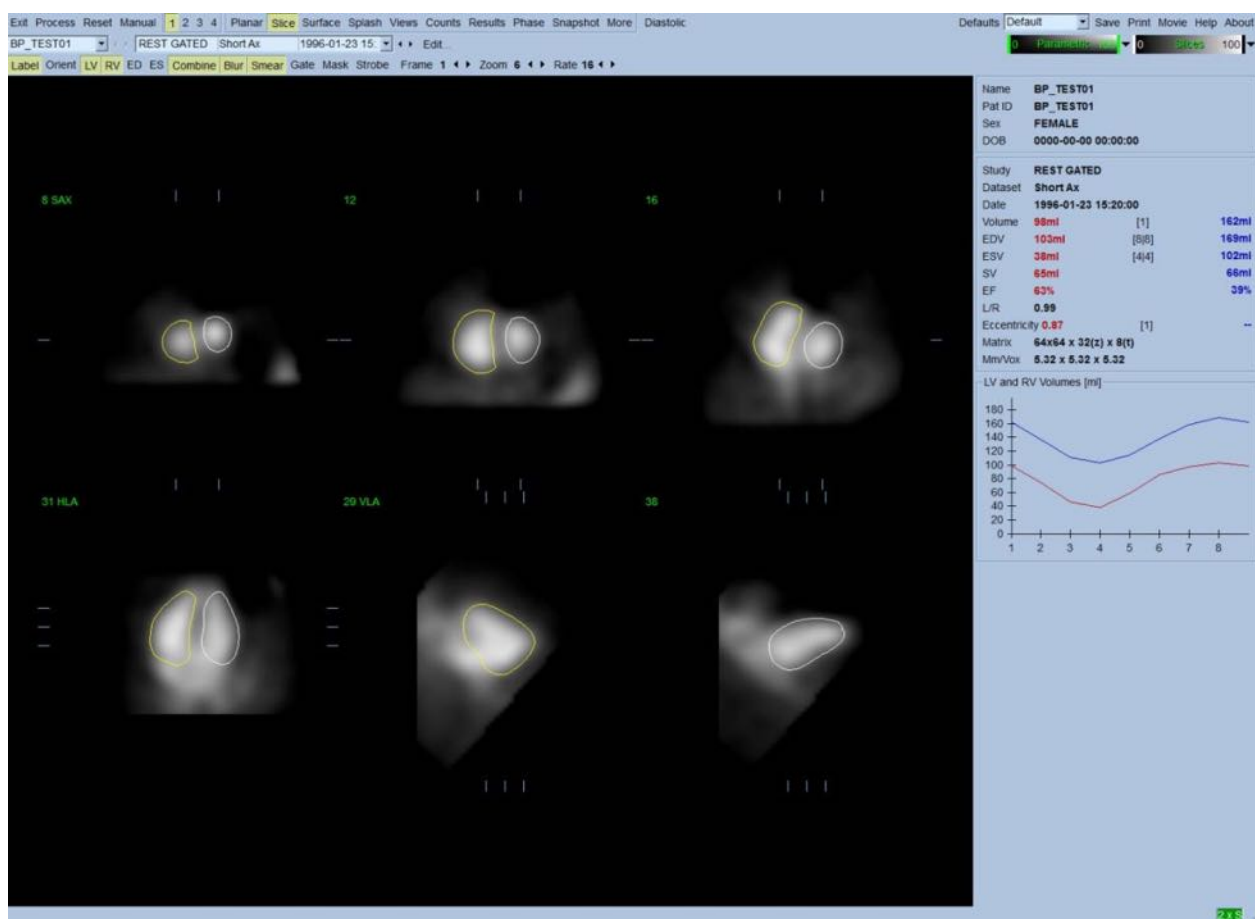 Exit Process Reset Manual 1 2 3 4 Planar Slice Surface Splash Views Counts Results Phase Snapshot More Diastolic Defaults Default Save Print Movie Help About
BP_TEST01 REST GATED Short Ax 1996-01-23 15: Edit... 0 Parametric 0 Slices 100
Label Orient LV RV ED ES Combine Blur Smear Gate Mask Strobe Frame 1 Zoom 6 Rate 16
Name BP_TEST01
Pat ID BP_TEST01
Sex FEMALE
DOB 0000-00-00 00:00:00
Study REST GATED
Dataset Short Ax
Date 1996-01-23 15:20:00
Volume 98ml [1] 162ml
EDV 103ml [8|8] 169ml
ESV 38ml [4|4] 102ml
SV 65ml 66ml
EF 63% 39%
L/R 0.99
Eccentricity 0.87 [1] --
Matrix 64x64 x 32(z) x 8(t)
Mm/Vox 5.32 x 5.32 x 5.32
LV and RV Volumes [ml]
180
160
140
120
100
80
60
40
20
0
1 2 3 4 5 6 7 8
8 SAX 12 16
31 HLA 29 VLA 38
2 x S